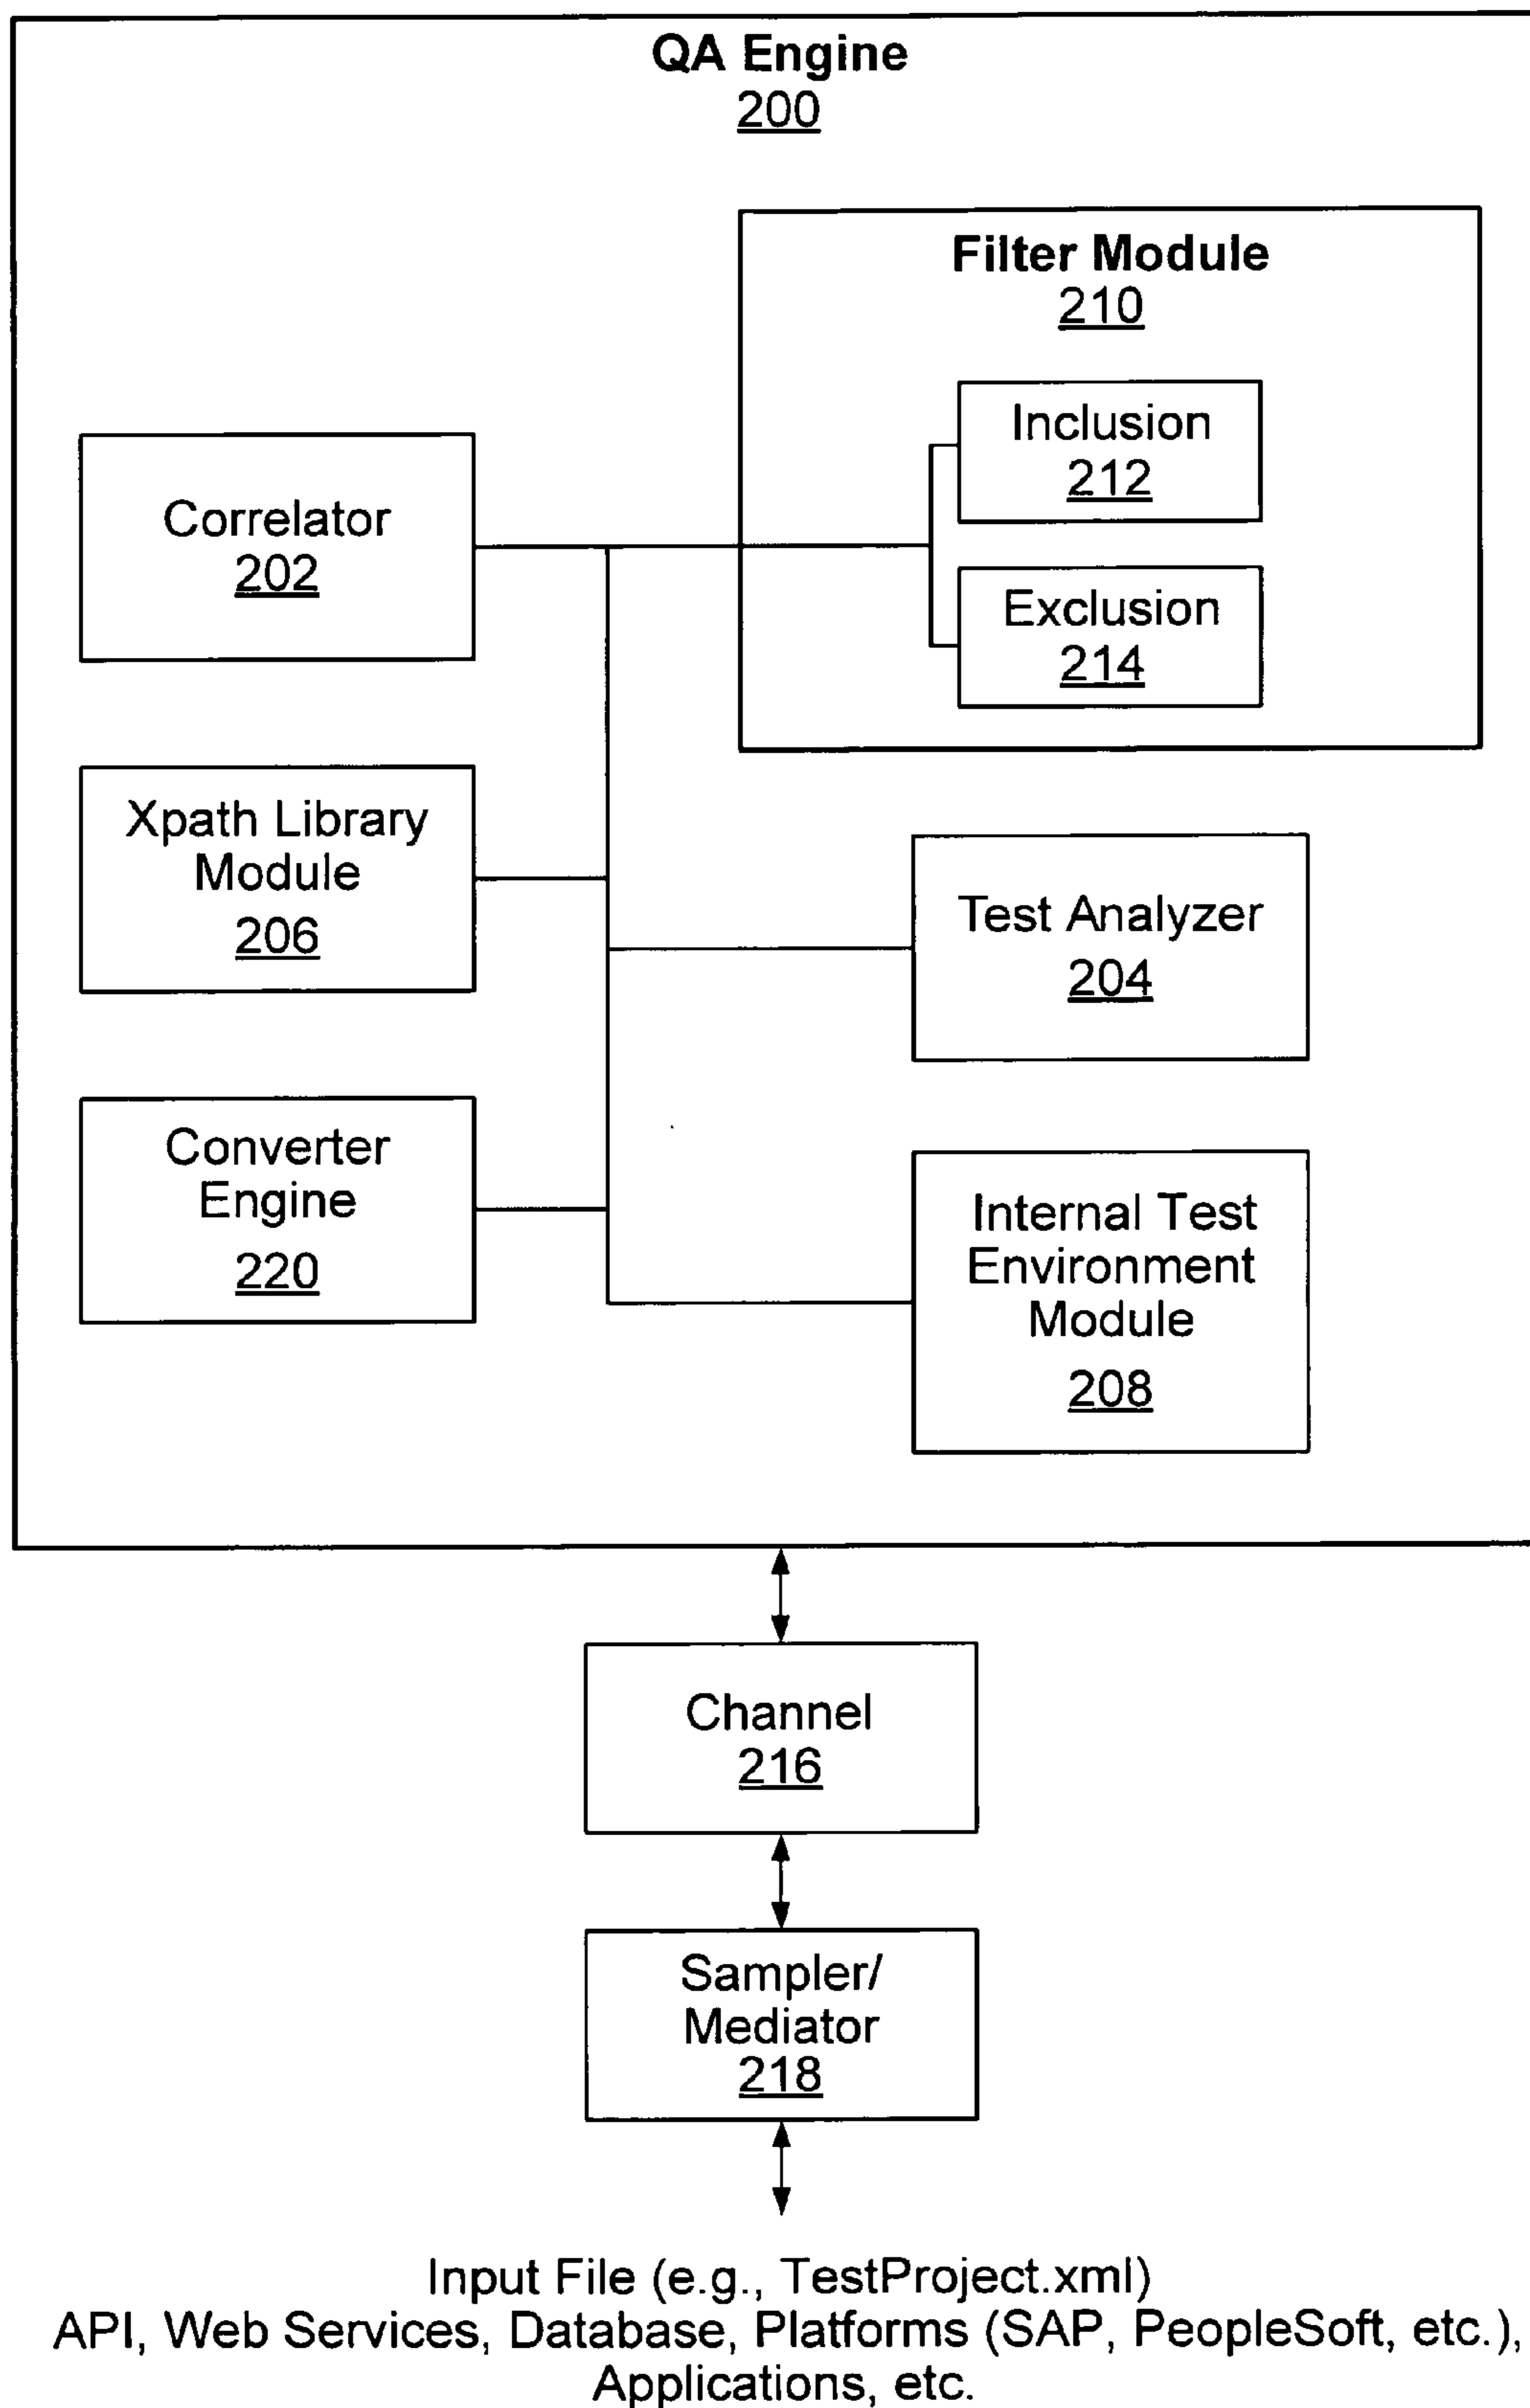 QA Engine
200
Filter Module
210
Inclusion
212
Exclusion
214
Correlator
202
Xpath Library
Module
206
Test Analyzer
204
Converter
Engine
220
Internal Test
Environment
Module
208
Channel
216
Sampler/
Mediator
218
Input File (e.g., TestProject.xml)
API, Web Services, Database, Platforms (SAP, PeopleSoft, etc.),
Applications, etc.